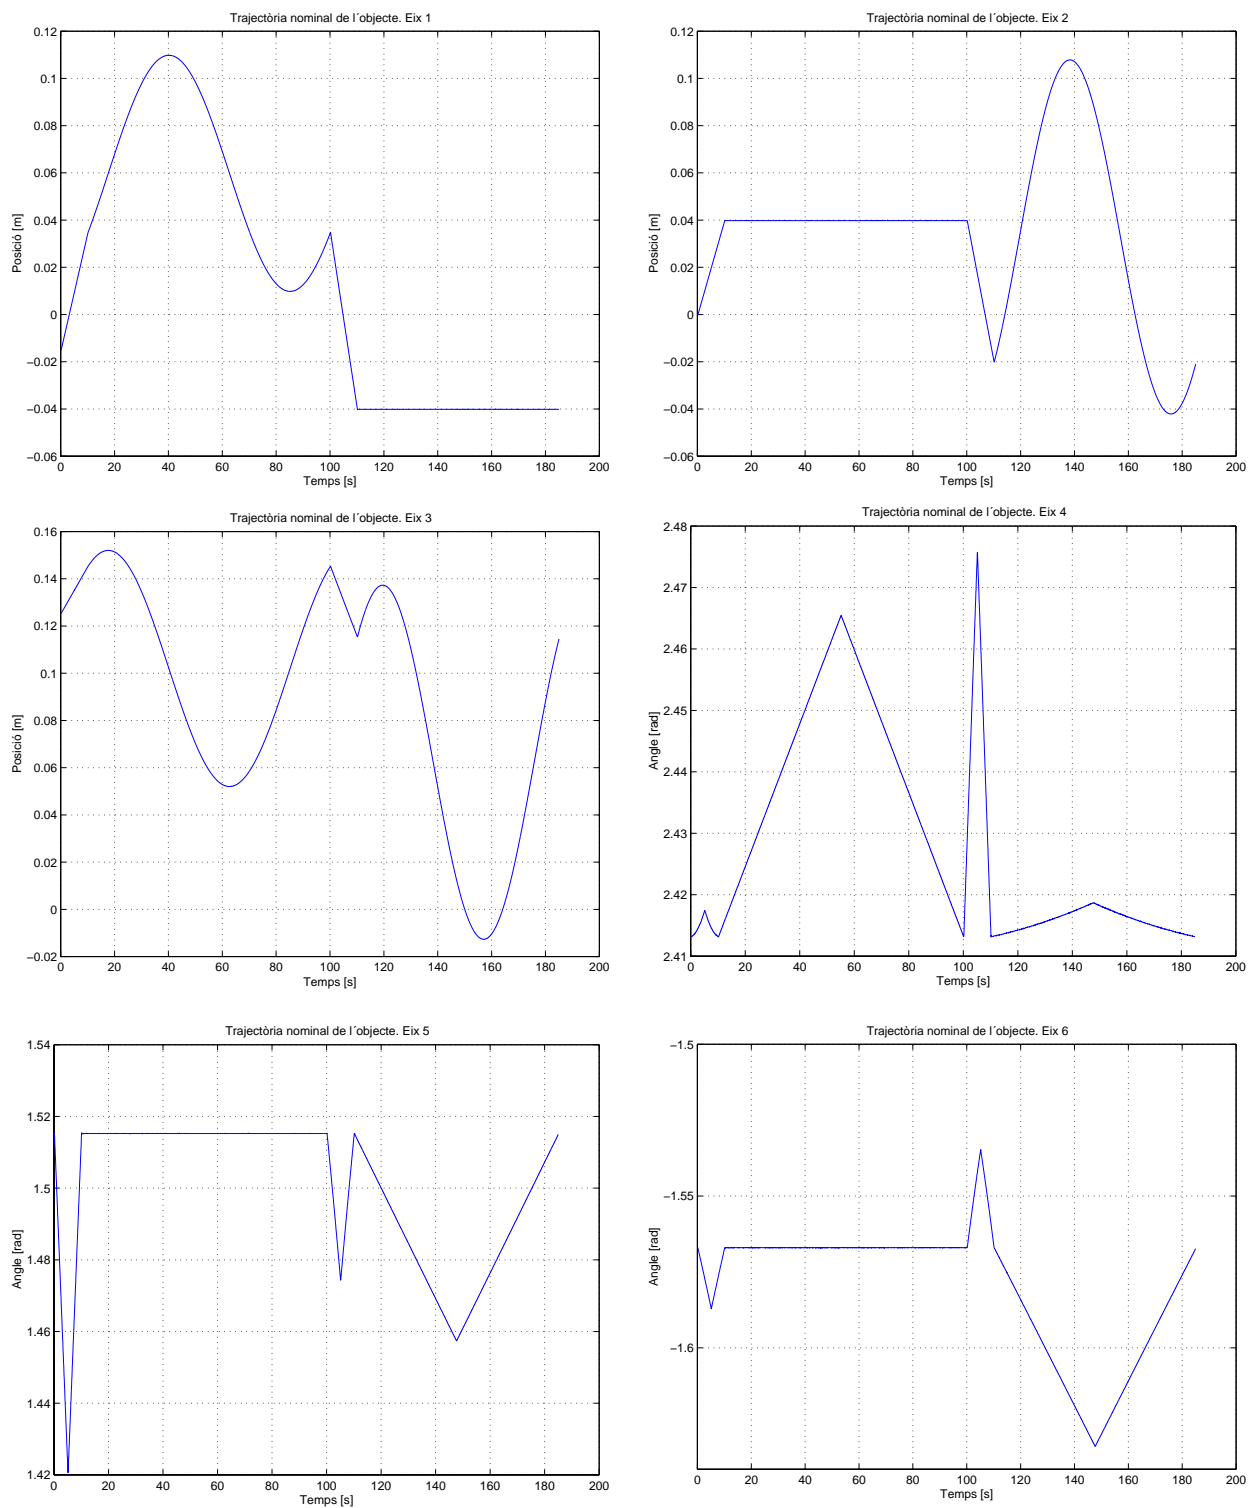 Trajectòria nominal de l´objecte. Eix 1
0.12
0.1
0.08
0.06
0.04
0.02
0
−0.02
−0.04
−0.06
Posició [m]
0 20 40 60 80 100 120 140 160 180 200
Temps [s]
Trajectòria nominal de l´objecte. Eix 2
0.12
0.1
0.08
0.06
0.04
0.02
0
−0.02
−0.04
−0.06
Posició [m]
0 20 40 60 80 100 120 140 160 180 200
Temps [s]
Trajectòria nominal de l´objecte. Eix 3
0.16
0.14
0.12
0.1
0.08
0.06
0.04
0.02
0
−0.02
Posició [m]
0 20 40 60 80 100 120 140 160 180 200
Temps [s]
Trajectòria nominal de l´objecte. Eix 4
2.48
2.47
2.46
2.45
2.44
2.43
2.42
2.41
Angle [rad]
0 20 40 60 80 100 120 140 160 180 200
Temps [s]
Trajectòria nominal de l´objecte. Eix 5
1.54
1.52
1.5
1.48
1.46
1.44
1.42
Angle [rad]
0 20 40 60 80 100 120 140 160 180 200
Temps [s]
Trajectòria nominal de l´objecte. Eix 6
−1.5
−1.55
−1.6
Angle [rad]
0 20 40 60 80 100 120 140 160 180 200
Temps [s]